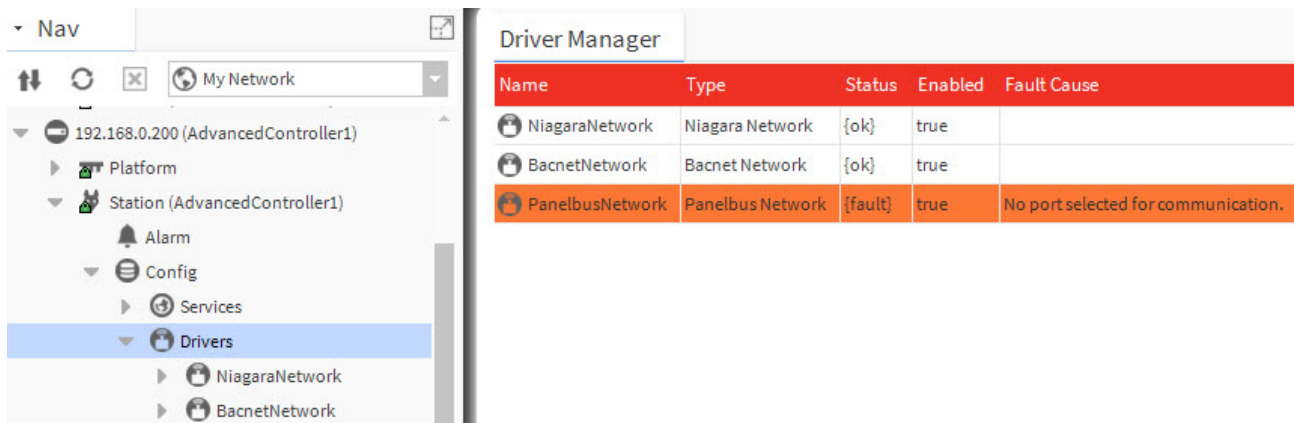 Nav
My Network
192.168.0.200 (AdvancedController1)
Platform
Station (AdvancedController1)
Alarm
Config
Services
Drivers
NiagaraNetwork
BacnetNetwork
Driver Manager
Name Type Status Enabled Fault Cause
NiagaraNetwork Niagara Network {ok} true
BacnetNetwork Bacnet Network {ok} true
PanelbusNetwork Panelbus Network {fault} true No port selected for communication.